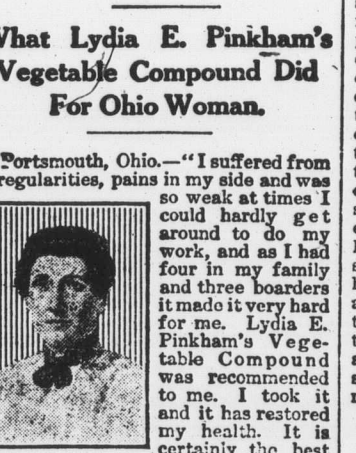 What Lydia E. Pinkham's
Vegetable Compound Did
For Ohio Woman.
Portsmouth, Ohio.—"I suffered from
regularities, pains in my side and was
so weak at times I
could hardly get
around to do my
work, and as I had
four in my family
and three boarders
it made it very hard
for me. Lydia E.
Pinkham's Vege-
table Compound
was recommended
to me. I took it
and it has restored
my health. It is
certainly the best